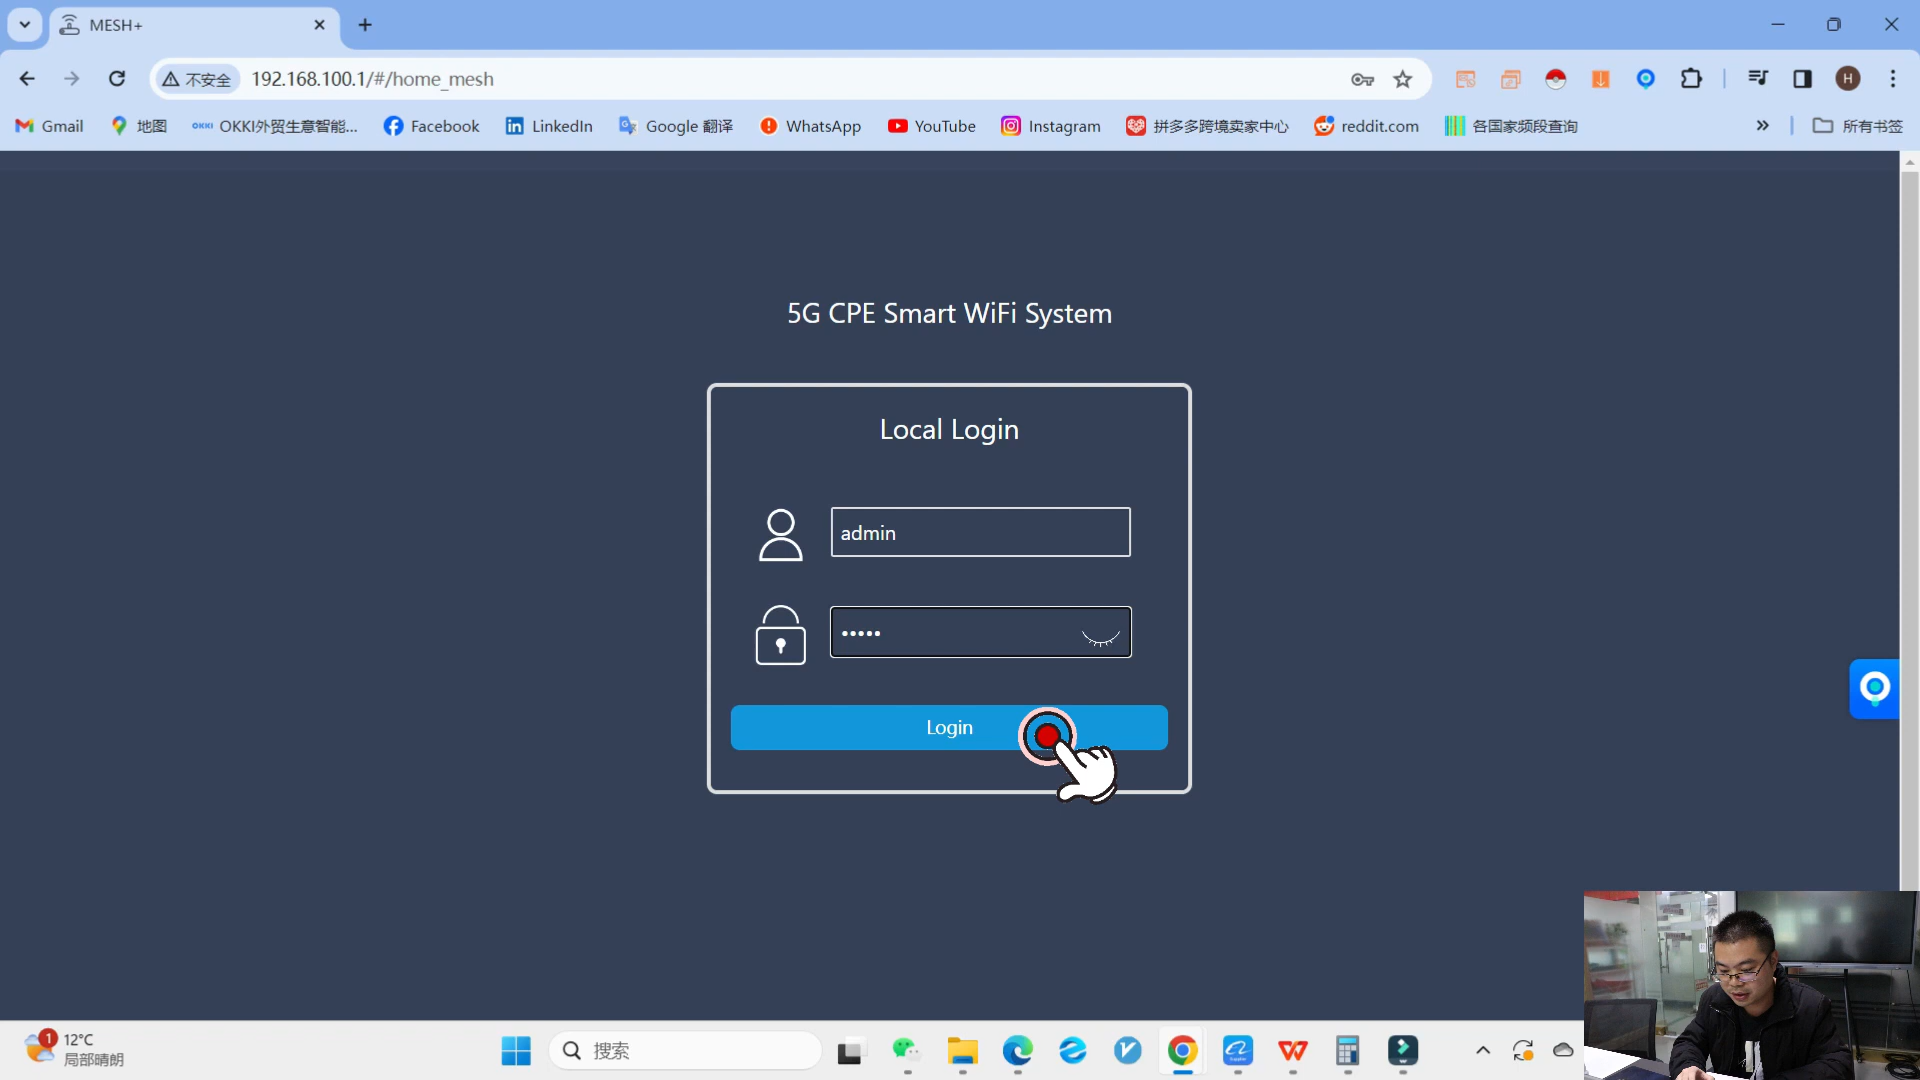 MESH+
不安全
192.168.100.1/#/home_mesh
H
Gmail
地图
OKKI
OKKI外贸生意智能...
Facebook
LinkedIn
Google 翻译
WhatsApp
YouTube
Instagram
拼多多跨境卖家中心
reddit.com
各国家频段查询
»
所有书签
5G CPE Smart WiFi System
Local Login
admin
•••••
Login
1
12°C
局部晴朗
搜索